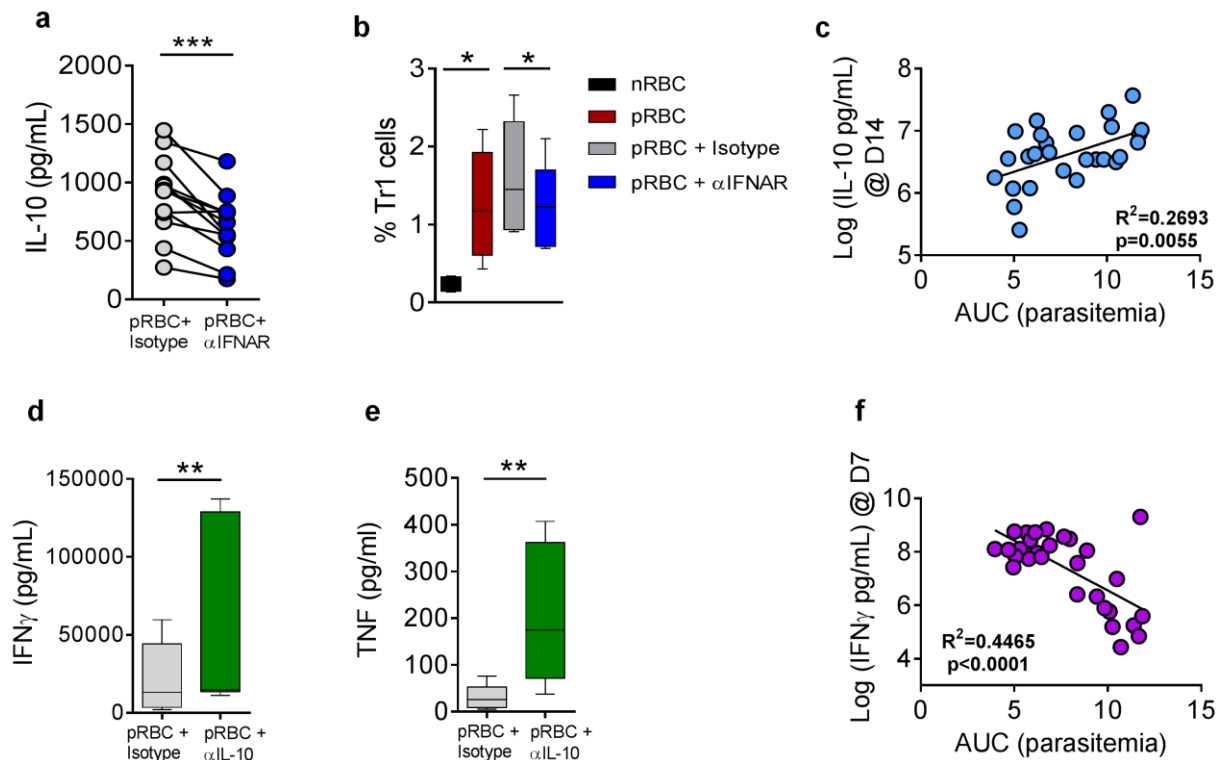 a
***
2000
1500
1000
500
0
IL-10 (pg/mL)
pRBC+
Isotype
pRBC+
αIFNAR
b
*
*
3
2
1
0
% Tr1 cells
nRBC
pRBC
pRBC + Isotype
pRBC + αIFNAR
c
8
7
6
5
Log (IL-10 pg/mL)
@ D14
R²=0.2693
p=0.0055
0
5
10
15
AUC (parasitemia)
d
**
150000
100000
50000
0
IFNγ (pg/mL)
pRBC +
Isotype
pRBC +
αIL-10
e
**
500
400
300
200
100
0
TNF (pg/ml)
pRBC +
Isotype
pRBC +
αIL-10
f
10
8
6
4
Log (IFNγ pg/mL) @ D7
R²=0.4465
p<0.0001
0
5
10
15
AUC (parasitemia)